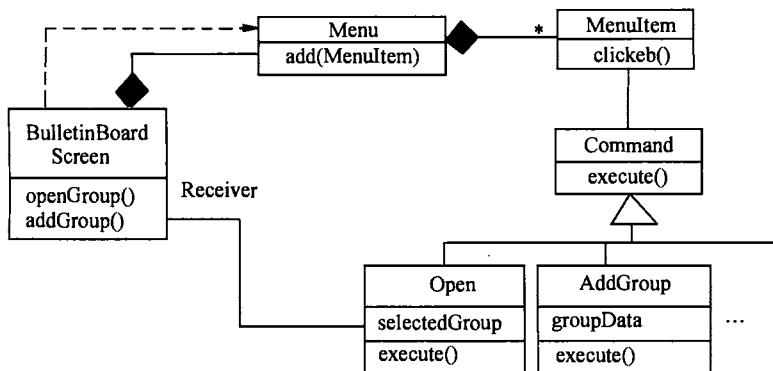 Menu
add(MenuItem)
*
MenuItem
clickeb()
BulletinBoard
Screen
openGroup()
addGroup()
Receiver
Command
execute()
Open
selectedGroup
execute()
AddGroup
groupData
execute()
...